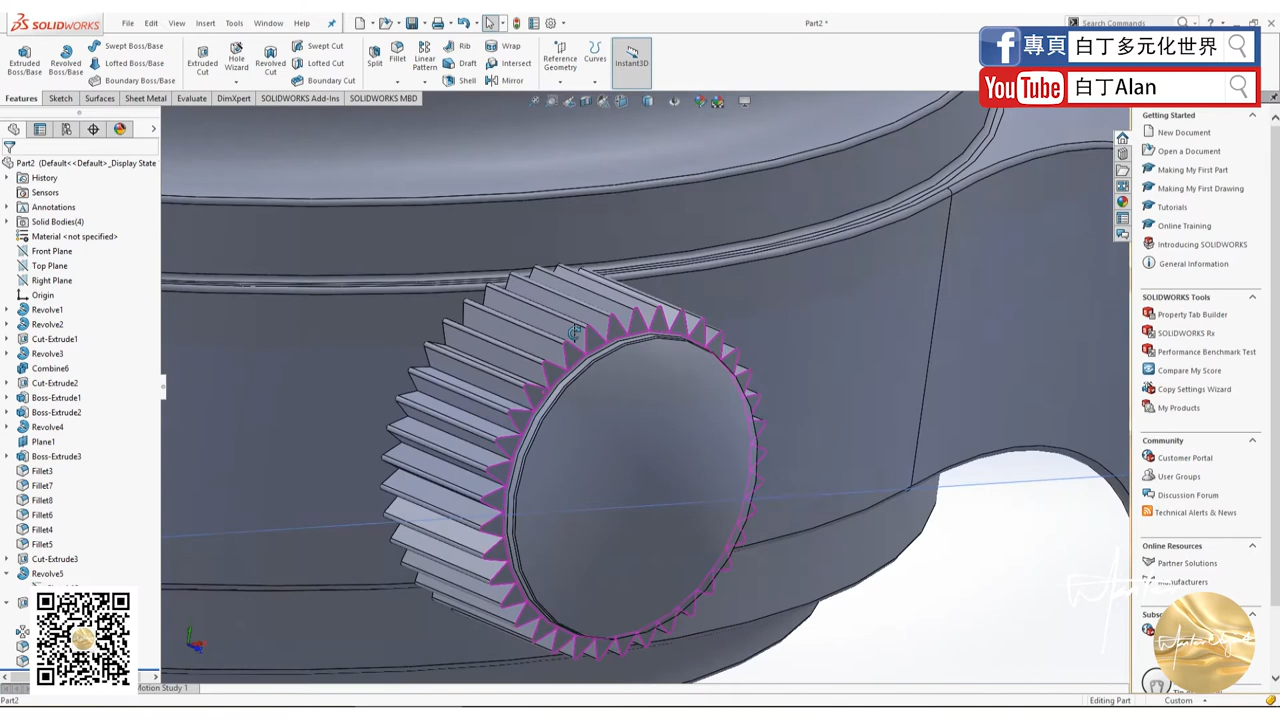 SOLIDWORKS
File
Edit
View
Insert
Tools
Window
Help
Part2 *
Search Commands
專頁
白丁多元化世界
YouTube
白丁Alan
Extruded Boss/Base
Revolved Boss/Base
Swept Boss/Base
Lofted Boss/Base
Boundary Boss/Base
Extruded Cut
Hole Wizard
Revolved Cut
Swept Cut
Lofted Cut
Boundary Cut
Split
Fillet
Linear Pattern
Rib
Draft
Shell
Wrap
Intersect
Mirror
Reference Geometry
Curves
Instant3D
Features
Sketch
Surfaces
Sheet Metal
Evaluate
DimXpert
SOLIDWORKS Add-Ins
SOLIDWORKS MBD
Part2 (Default<<Default>_Display State
History
Sensors
Annotations
Solid Bodies(4)
Material <not specified>
Front Plane
Top Plane
Right Plane
Origin
Revolve1
Revolve2
Cut-Extrude1
Revolve3
Combine6
Cut-Extrude2
Boss-Extrude1
Boss-Extrude2
Revolve4
Plane1
Boss-Extrude3
Fillet3
Fillet7
Fillet8
Fillet6
Fillet4
Fillet5
Cut-Extrude3
Revolve5
Motion Study 1
Getting Started
New Document
Open a Document
Making My First Part
Making My First Drawing
Tutorials
Online Training
Introducing SOLIDWORKS
General Information
SOLIDWORKS Tools
Property Tab Builder
SOLIDWORKS Rx
Performance Benchmark Test
Compare My Score
Copy Settings Wizard
My Products
Community
Customer Portal
User Groups
Discussion Forum
Technical Alerts & News
Online Resources
Partner Solutions
Part2
Editing Part
Custom